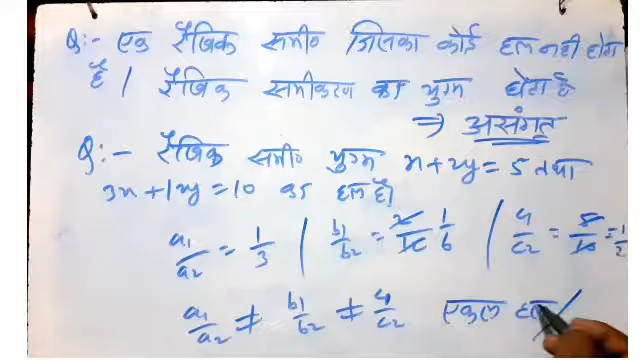 Q:- एक रैखिक समी० जिसका कोई हल नही होता
है | रैखिक समीकरण का युग्म होता है
⇒ असंगत
Q:- रैखिक समी० युग्म x+2y=5 तथा
3x+12y=10 का हल है।
a1/a2 = 1/3 | b1/b2 = 2/12 1/6 | c1/c2 = 5/10 = 1/2
a1/a2 ≠ b1/b2 ≠ c1/c2 एकल हल